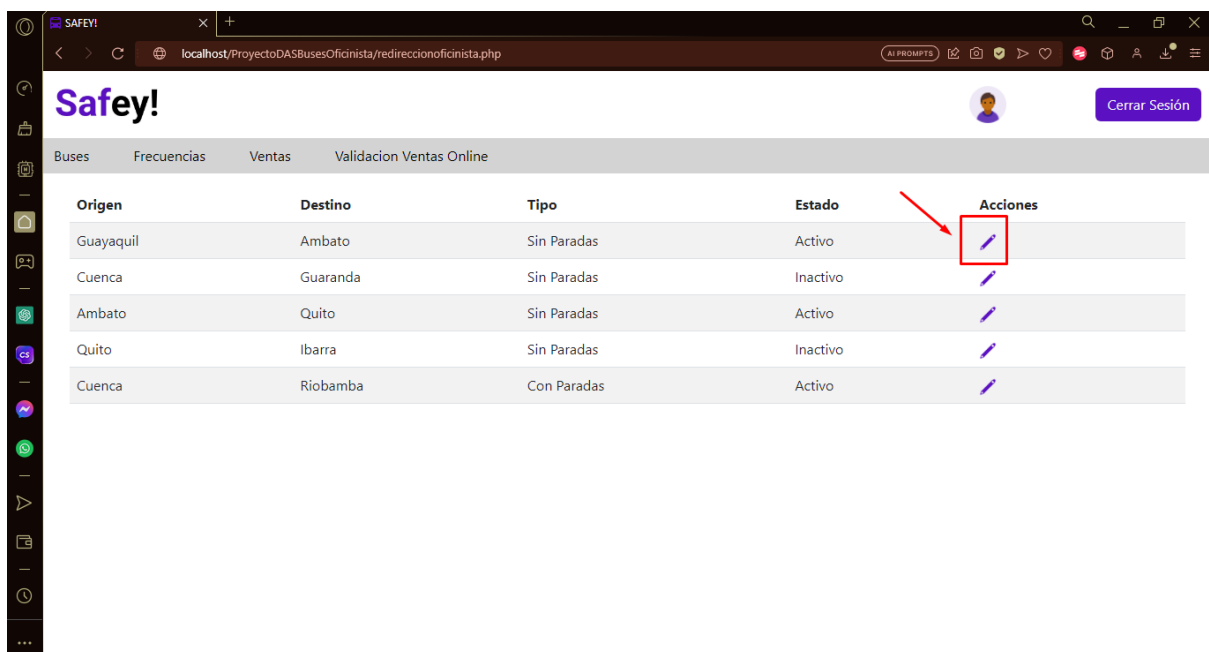 SAFEY!
localhost/ProyectoDASBusesOficinista/redireccionoficinista.php
AI PROMPTS
Safey!
Cerrar Sesión
Buses Frecuencias Ventas Validacion Ventas Online
Origen Destino Tipo Estado Acciones
Guayaquil Ambato Sin Paradas Activo
Cuenca Guaranda Sin Paradas Inactivo
Ambato Quito Sin Paradas Activo
Quito Ibarra Sin Paradas Inactivo
Cuenca Riobamba Con Paradas Activo
CS